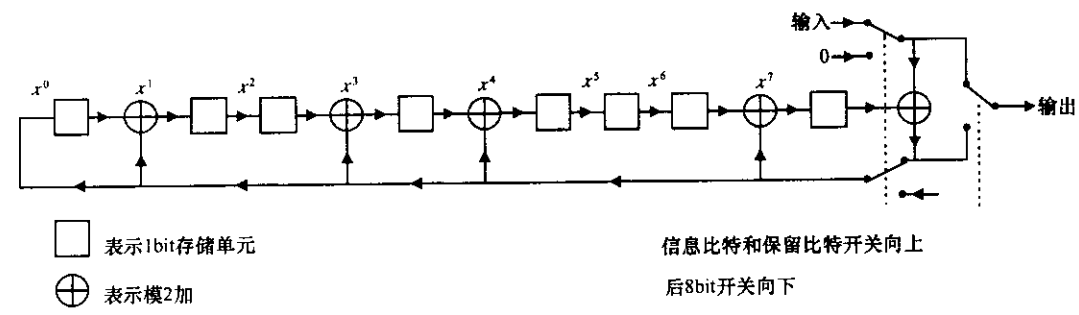 输入
0
x⁰ x¹ x² x³ x⁴ x⁵ x⁶ x⁷
输出
表示1bit存储单元
信息比特和保留比特开关向上
表示模2加
后8bit开关向下